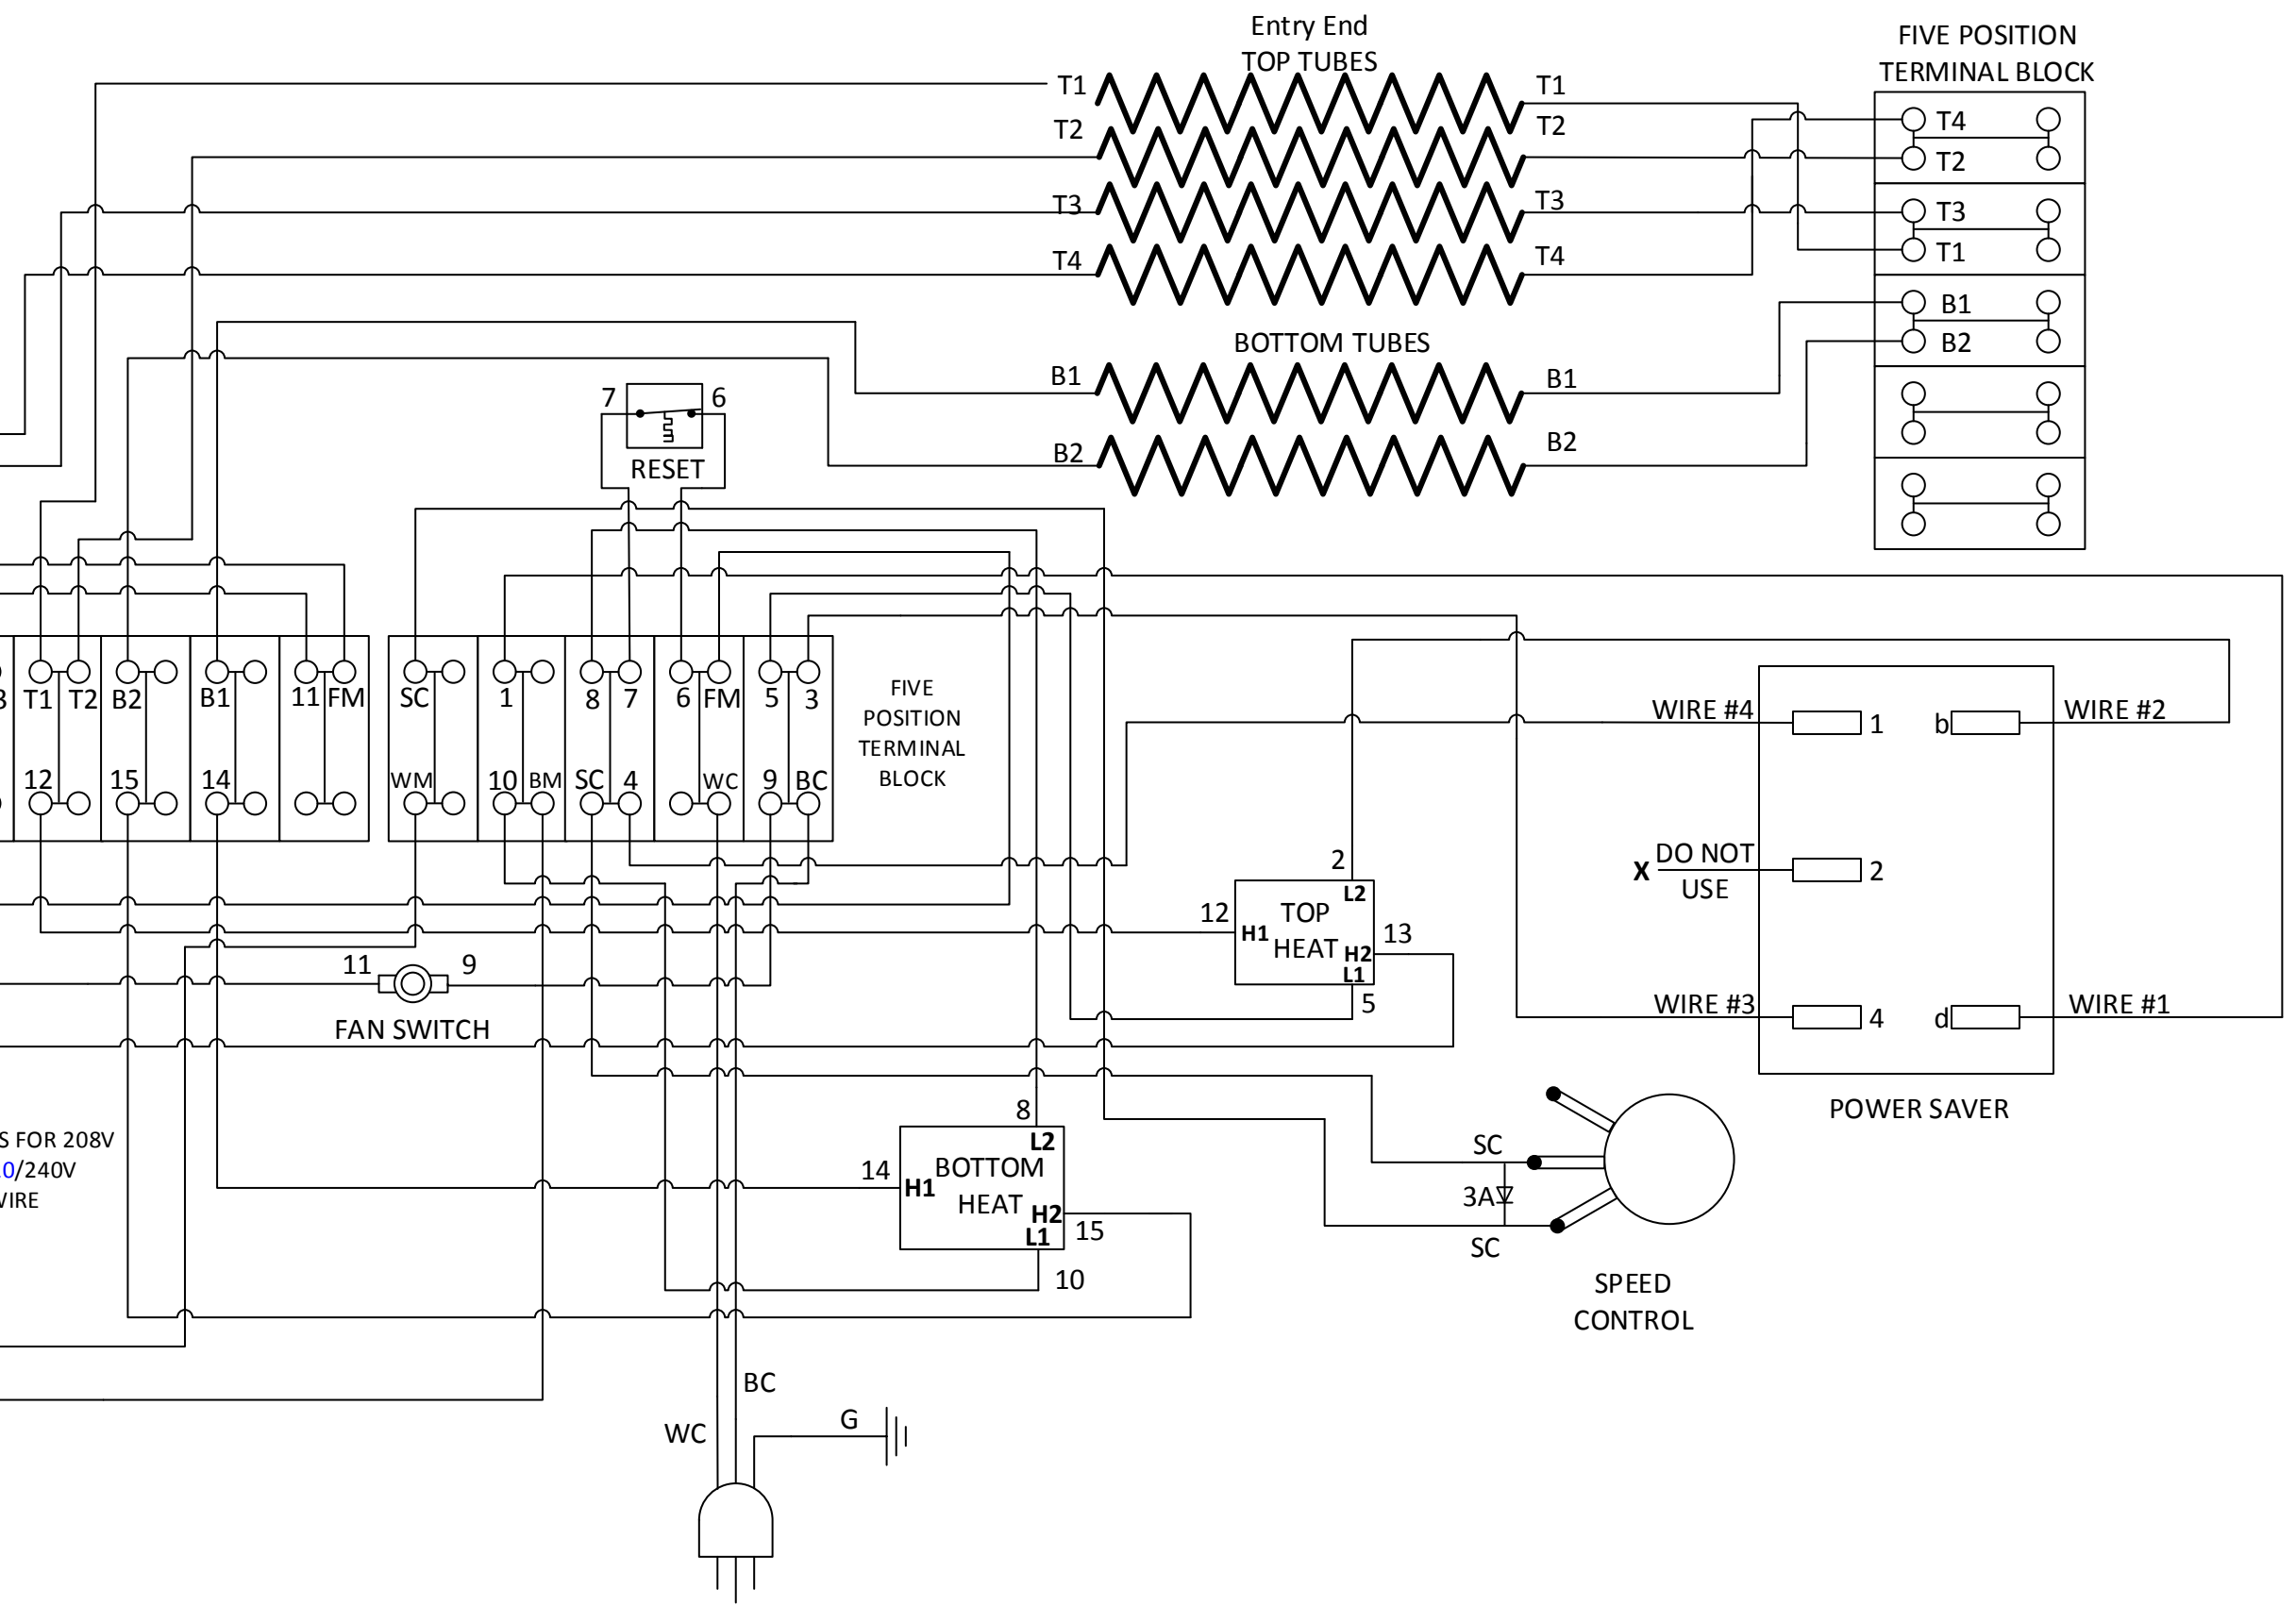 Entry End
TOP TUBES
FIVE POSITION
TERMINAL BLOCK
T1
T1
T2
T2
T3
T3
T4
T4
T4
T2
T3
T1
B1
B2
BOTTOM TUBES
B1
B1
B2
B2
7
6
RESET
3
T1
T2
B2
B1
11
FM
12
15
14
SC
1
8
7
6
FM
5
3
WM
10
BM
SC
4
WC
9
BC
FIVE
POSITION
TERMINAL
BLOCK
WIRE #4
1
b
WIRE #2
X
DO NOT
USE
2
WIRE #3
4
d
WIRE #1
POWER SAVER
2
L2
12
TOP
H1
HEAT
13
H2
L1
5
11
9
FAN SWITCH
S FOR 208V
0/240V
WIRE
8
L2
14
BOTTOM
H1
HEAT
H2
L1
15
10
SC
3A
SC
SPEED
CONTROL
BC
WC
G